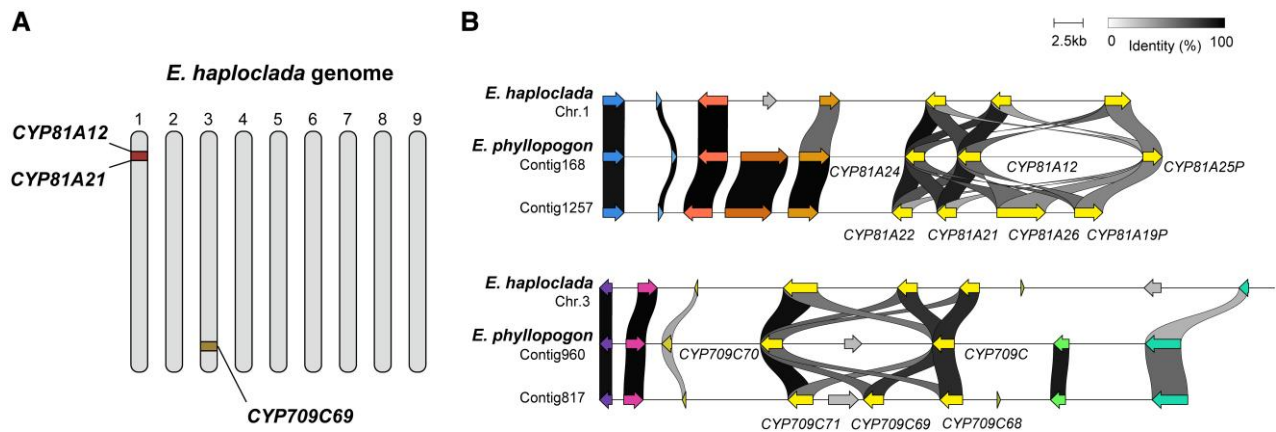 A
E. haploclada genome
1 2 3 4 5 6 7 8 9
CYP81A12
CYP81A21
CYP709C69
B
2.5kb
0 100
Identity (%)
E. haploclada
Chr.1
E. phyllopogon
Contig168
CYP81A24
CYP81A12
CYP81A25P
Contig1257
CYP81A22 CYP81A21 CYP81A26 CYP81A19P
E. haploclada
Chr.3
E. phyllopogon
Contig960
CYP709C70
CYP709C
Contig817
CYP709C71 CYP709C69 CYP709C68